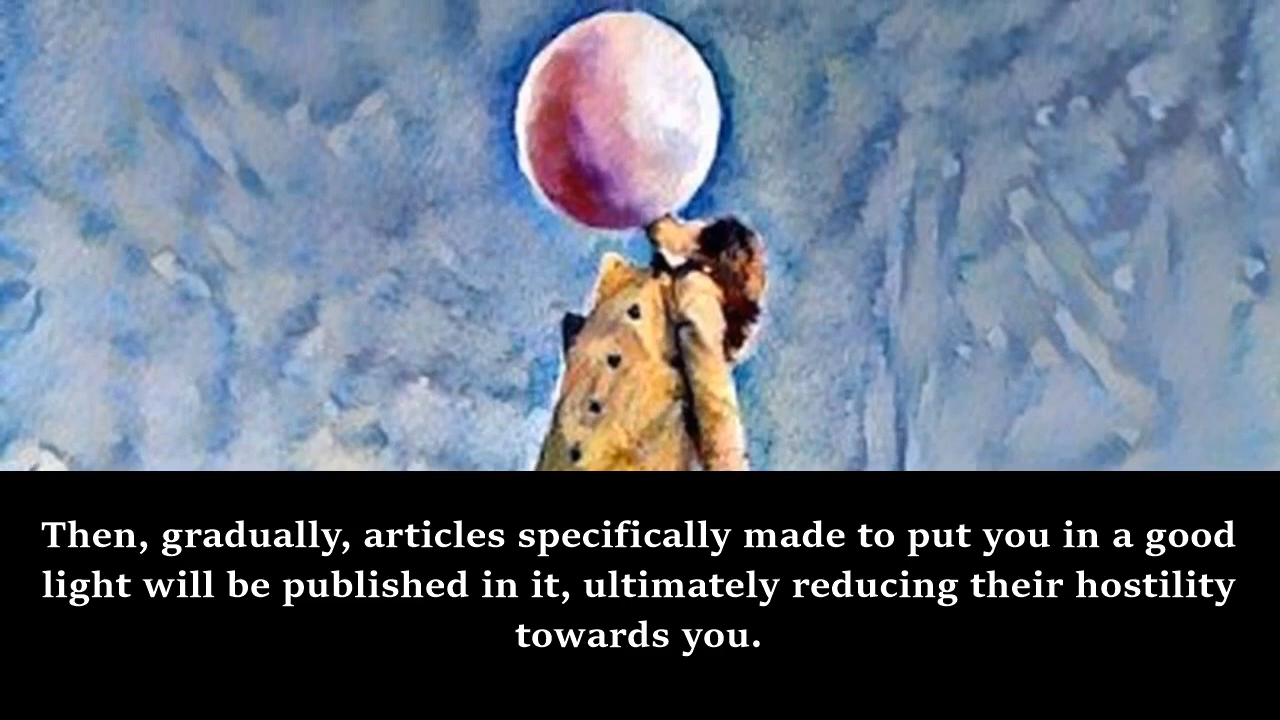 Then, gradually, articles specifically made to put you in a good
light will be published in it, ultimately reducing their hostility
towards you.